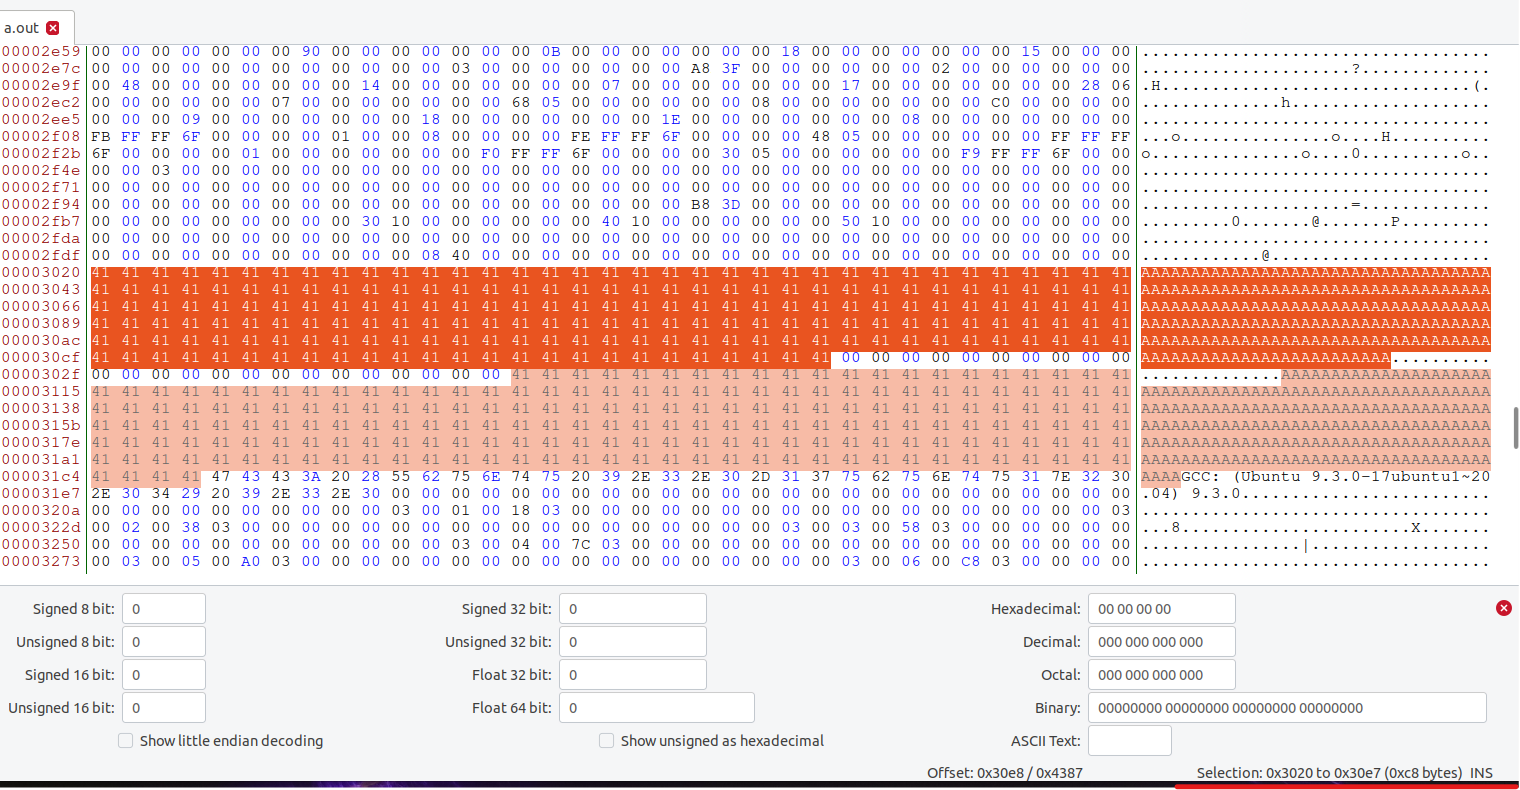 a.out
00002e59 00 00 00 00 00 00 00 90 00 00 00 00 00 00 00 0B 00 00 00 00 00 00 00 18 00 00 00 00 00 00 00 15 00 00 00 ...................................
00002e7c 00 00 00 00 00 00 00 00 00 00 00 00 03 00 00 00 00 00 00 00 A8 3F 00 00 00 00 00 00 02 00 00 00 00 00 00 .....................?.............
00002e9f 00 48 00 00 00 00 00 00 00 14 00 00 00 00 00 00 00 07 00 00 00 00 00 00 00 17 00 00 00 00 00 00 00 28 06 .H...............................(.
00002ec2 00 00 00 00 00 00 07 00 00 00 00 00 00 00 68 05 00 00 00 00 00 00 08 00 00 00 00 00 00 00 C0 00 00 00 00 ..............h....................
00002ee5 00 00 00 09 00 00 00 00 00 00 00 18 00 00 00 00 00 00 00 1E 00 00 00 00 00 00 00 08 00 00 00 00 00 00 00 ...................................
00002f08 FB FF FF 6F 00 00 00 00 01 00 00 08 00 00 00 00 FE FF FF 6F 00 00 00 00 48 05 00 00 00 00 00 00 FF FF FF ...o...............o....H..........
00002f2b 6F 00 00 00 00 01 00 00 00 00 00 00 00 F0 FF FF 6F 00 00 00 00 30 05 00 00 00 00 00 00 F9 FF FF 6F 00 00 o...............o....0..........o..
00002f4e 00 00 03 00 00 00 00 00 00 00 00 00 00 00 00 00 00 00 00 00 00 00 00 00 00 00 00 00 00 00 00 00 00 00 00 ...................................
00002f71 00 00 00 00 00 00 00 00 00 00 00 00 00 00 00 00 00 00 00 00 00 00 00 00 00 00 00 00 00 00 00 00 00 00 00 ...................................
00002f94 00 00 00 00 00 00 00 00 00 00 00 00 00 00 00 00 00 00 00 00 B8 3D 00 00 00 00 00 00 00 00 00 00 00 00 00 .....................=.............
00002fb7 00 00 00 00 00 00 00 00 00 30 10 00 00 00 00 00 00 40 10 00 00 00 00 00 00 50 10 00 00 00 00 00 00 00 00 .........0.......@.......P.........
00002fda 00 00 00 00 00 00 00 00 00 00 00 00 00 00 00 00 00 00 00 00 00 00 00 00 00 00 00 00 00 00 00 00 00 00 00 ...................................
00002fdf 00 00 00 00 00 00 00 00 00 00 00 08 40 00 00 00 00 00 00 00 00 00 00 00 00 00 00 00 00 00 00 00 00 00 00 ............@......................
00003020 41 41 41 41 41 41 41 41 41 41 41 41 41 41 41 41 41 41 41 41 41 41 41 41 41 41 41 41 41 41 41 41 41 41 41 AAAAAAAAAAAAAAAAAAAAAAAAAAAAAAAAAAA
00003043 41 41 41 41 41 41 41 41 41 41 41 41 41 41 41 41 41 41 41 41 41 41 41 41 41 41 41 41 41 41 41 41 41 41 41 AAAAAAAAAAAAAAAAAAAAAAAAAAAAAAAAAAA
00003066 41 41 41 41 41 41 41 41 41 41 41 41 41 41 41 41 41 41 41 41 41 41 41 41 41 41 41 41 41 41 41 41 41 41 41 AAAAAAAAAAAAAAAAAAAAAAAAAAAAAAAAAAA
00003089 41 41 41 41 41 41 41 41 41 41 41 41 41 41 41 41 41 41 41 41 41 41 41 41 41 41 41 41 41 41 41 41 41 41 41 AAAAAAAAAAAAAAAAAAAAAAAAAAAAAAAAAAA
000030ac 41 41 41 41 41 41 41 41 41 41 41 41 41 41 41 41 41 41 41 41 41 41 41 41 41 41 41 41 41 41 41 41 41 41 41 AAAAAAAAAAAAAAAAAAAAAAAAAAAAAAAAAAA
000030cf 41 41 41 41 41 41 41 41 41 41 41 41 41 41 41 41 41 41 41 41 41 41 41 41 41 00 00 00 00 00 00 00 00 00 00 AAAAAAAAAAAAAAAAAAAAAAAAA..........
0000302f 00 00 00 00 00 00 00 00 00 00 00 00 00 00 41 41 41 41 41 41 41 41 41 41 41 41 41 41 41 41 41 41 41 41 41 ..............AAAAAAAAAAAAAAAAAAAAA
00003115 41 41 41 41 41 41 41 41 41 41 41 41 41 41 41 41 41 41 41 41 41 41 41 41 41 41 41 41 41 41 41 41 41 41 41 AAAAAAAAAAAAAAAAAAAAAAAAAAAAAAAAAAA
00003138 41 41 41 41 41 41 41 41 41 41 41 41 41 41 41 41 41 41 41 41 41 41 41 41 41 41 41 41 41 41 41 41 41 41 41 AAAAAAAAAAAAAAAAAAAAAAAAAAAAAAAAAAA
0000315b 41 41 41 41 41 41 41 41 41 41 41 41 41 41 41 41 41 41 41 41 41 41 41 41 41 41 41 41 41 41 41 41 41 41 41 AAAAAAAAAAAAAAAAAAAAAAAAAAAAAAAAAAA
0000317e 41 41 41 41 41 41 41 41 41 41 41 41 41 41 41 41 41 41 41 41 41 41 41 41 41 41 41 41 41 41 41 41 41 41 41 AAAAAAAAAAAAAAAAAAAAAAAAAAAAAAAAAAA
000031a1 41 41 41 41 41 41 41 41 41 41 41 41 41 41 41 41 41 41 41 41 41 41 41 41 41 41 41 41 41 41 41 41 41 41 41 AAAAAAAAAAAAAAAAAAAAAAAAAAAAAAAAAAA
000031c4 41 41 41 41 47 43 43 3A 20 28 55 62 75 6E 74 75 20 39 2E 33 2E 30 2D 31 37 75 62 75 6E 74 75 31 7E 32 30 AAAAGCC: (Ubuntu 9.3.0-17ubuntu1~20
000031e7 2E 30 34 29 20 39 2E 33 2E 30 00 00 00 00 00 00 00 00 00 00 00 00 00 00 00 00 00 00 00 00 00 00 00 00 00 .04) 9.3.0.........................
0000320a 00 00 00 00 00 00 00 00 00 00 03 00 01 00 18 03 00 00 00 00 00 00 00 00 00 00 00 00 00 00 00 00 00 00 03 ...................................
0000322d 00 02 00 38 03 00 00 00 00 00 00 00 00 00 00 00 00 00 00 00 00 00 00 03 00 03 00 58 03 00 00 00 00 00 00 ...8.......................X.......
00003250 00 00 00 00 00 00 00 00 00 00 00 00 03 00 04 00 7C 03 00 00 00 00 00 00 00 00 00 00 00 00 00 00 00 00 00 ................|..................
00003273 00 03 00 05 00 A0 03 00 00 00 00 00 00 00 00 00 00 00 00 00 00 00 00 00 00 03 00 06 00 C8 03 00 00 00 00 ...................................
Signed 8 bit: 0 Signed 32 bit: 0 Hexadecimal: 00 00 00 00
Unsigned 8 bit: 0 Unsigned 32 bit: 0 Decimal: 000 000 000 000
Signed 16 bit: 0 Float 32 bit: 0 Octal: 000 000 000 000
Unsigned 16 bit: 0 Float 64 bit: 0 Binary: 00000000 00000000 00000000 00000000
Show little endian decoding Show unsigned as hexadecimal ASCII Text:
Offset: 0x30e8 / 0x4387 Selection: 0x3020 to 0x30e7 (0xc8 bytes) INS